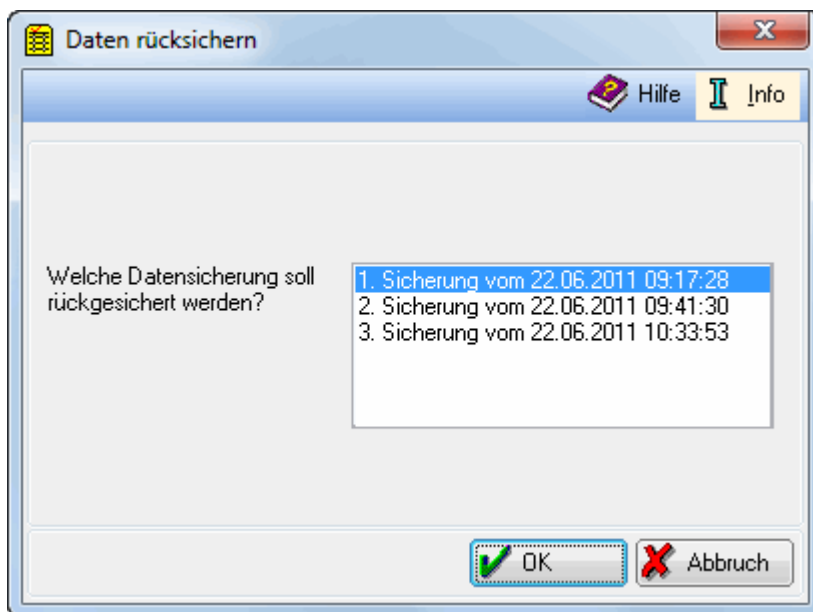 Daten rücksichern
Hilfe
Info
Welche Datensicherung soll
rückgesichert werden?
1. Sicherung vom 22.06.2011 09:17:28
2. Sicherung vom 22.06.2011 09:41:30
3. Sicherung vom 22.06.2011 10:33:53
OK
Abbruch